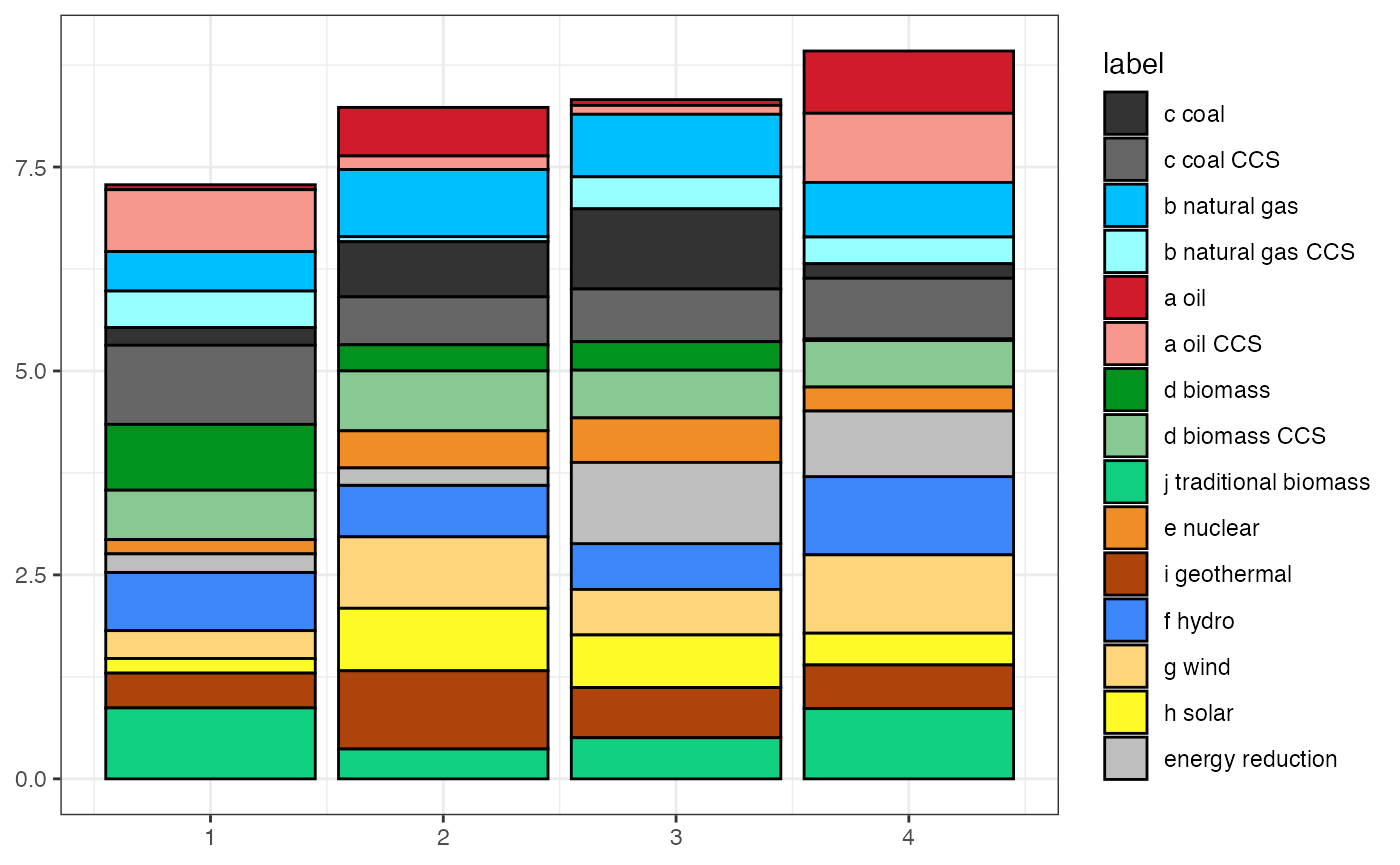 label
c coal
c coal CCS
b natural gas
b natural gas CCS
a oil
a oil CCS
d biomass
d biomass CCS
j traditional biomass
e nuclear
i geothermal
f hydro
g wind
h solar
energy reduction
7.5
5.0
2.5
0.0
1 2 3 4